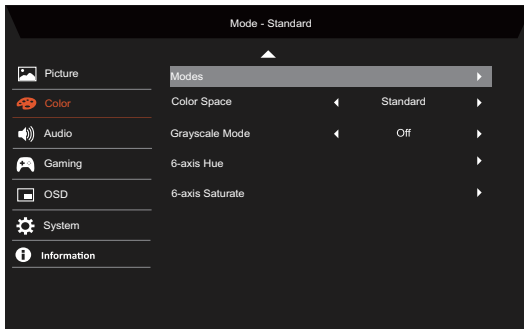 Mode - Standard
Picture
Color
Audio
Gaming
OSD
System
Information
Modes
Color Space Standard
Grayscale Mode Off
6-axis Hue
6-axis Saturate